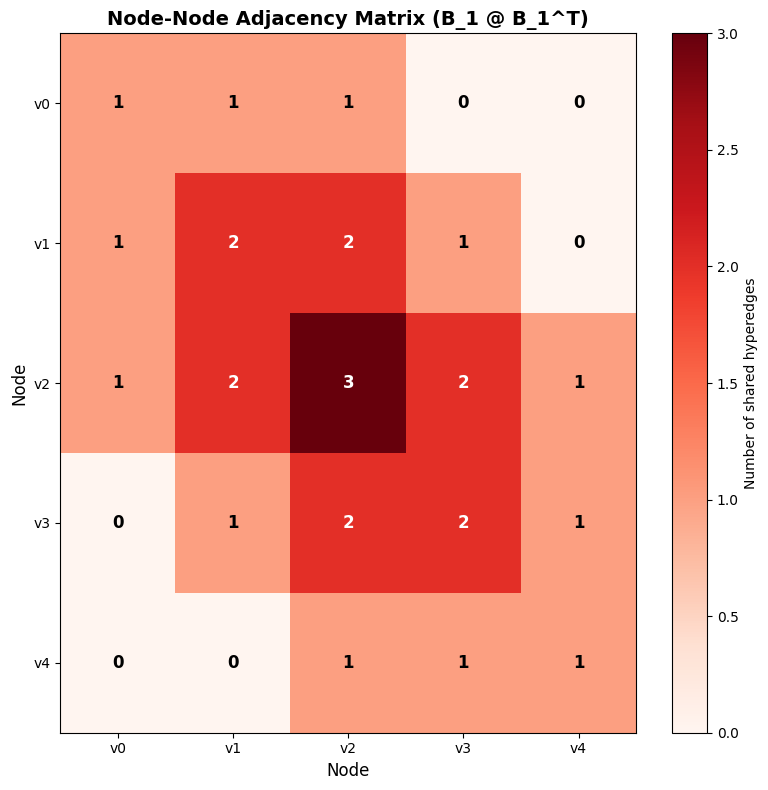 Node-Node Adjacency Matrix (B_1 @ B_1^T)
v0 1 1 1 0 0
v1 1 2 2 1 0
v2 1 2 3 2 1
v3 0 1 2 2 1
v4 0 0 1 1 1
v0 v1 v2 v3 v4
Node
Node
3.0
2.5
2.0
1.5
1.0
0.5
0.0
Number of shared hyperedges